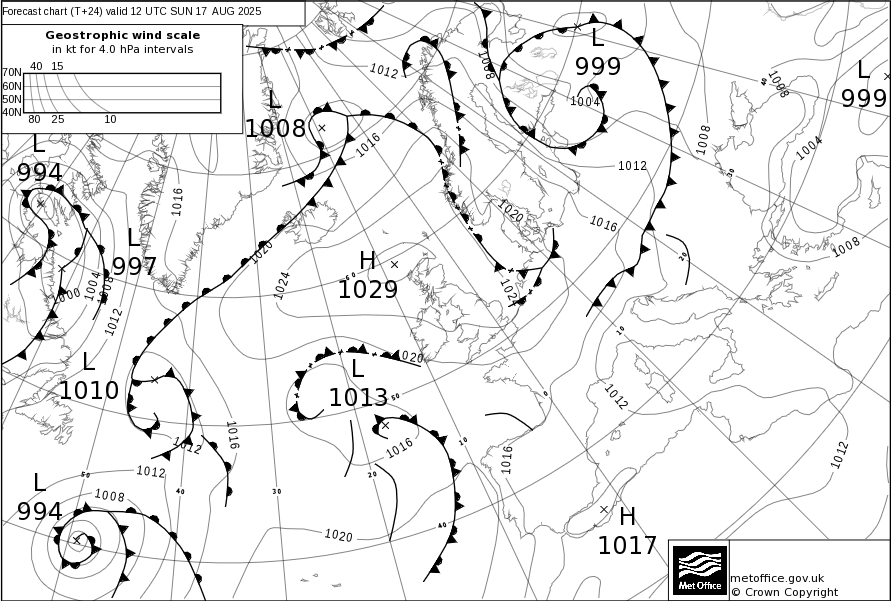 Forecast chart (T+24) valid 12 UTC SUN 17 AUG 2025
Geostrophic wind scale
in kt for 4.0 hPa intervals
40 15
70N
60N
50N
40N
80 25 10
L
999
L
999
1012
1008
1008
40
1004
L
1008
1016
1008
1004
L
994
1012
30
1016
1020
1016
L
997
1020
1008
20
H
1029
60
1024
1024
1004
1008
1000
1012
10
L
1010
L
1013
1020
50
0
1012
1016
1012
1016
10
1016
1012
1012
50
20
L
994
1008
40
30
40
H
1017
1020
Met Office
metoffice.gov.uk
© Crown Copyright